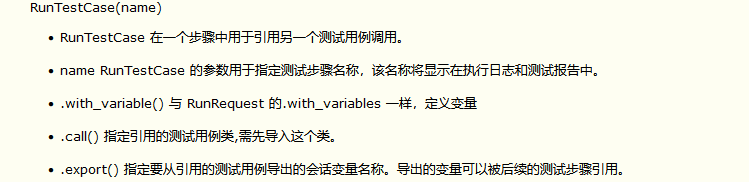 RunTestCase(name)
RunTestCase 在一个步骤中用于引用另一个测试用例调用。
name RunTestCase 的参数用于指定测试步骤名称，该名称将显示在执行日志和测试报告中。
.with_variable() 与 RunRequest 的.with_variables 一样，定义变量
.call() 指定引用的测试用例类,需先导入这个类。
.export() 指定要从引用的测试用例导出的会话变量名称。导出的变量可以被后续的测试步骤引用。